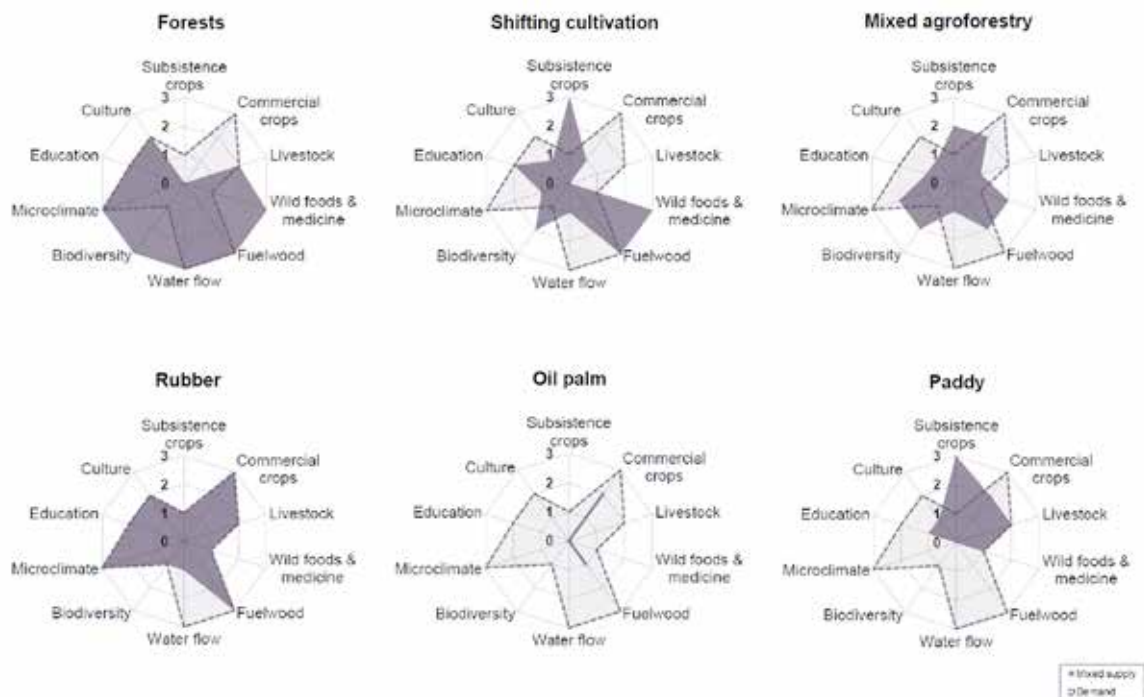 Forests
Subsistence
crops
3
2
1
0
Commercial
crops
Livestock
Wild foods &
medicine
Fuelwood
Water flow
Biodiversity
Microclimate
Education
Culture
Shifting cultivation
Subsistence
crops
3
2
1
0
Commercial
crops
Livestock
Wild foods &
medicine
Fuelwood
Water flow
Biodiversity
Microclimate
Education
Culture
Mixed agroforestry
Subsistence
crops
3
2
1
0
Commercial
crops
Livestock
Wild foods &
medicine
Fuelwood
Water flow
Biodiversity
Microclimate
Education
Culture
Rubber
Subsistence
crops
3
2
1
0
Commercial
crops
Livestock
Wild foods &
medicine
Fuelwood
Water flow
Biodiversity
Microclimate
Education
Culture
Oil palm
Subsistence
crops
3
2
1
0
Commercial
crops
Livestock
Wild foods &
medicine
Fuelwood
Water flow
Biodiversity
Microclimate
Education
Culture
Paddy
Subsistence
crops
3
2
1
0
Commercial
crops
Livestock
Wild foods &
medicine
Fuelwood
Water flow
Biodiversity
Microclimate
Education
Culture
Mixed supply
Demand